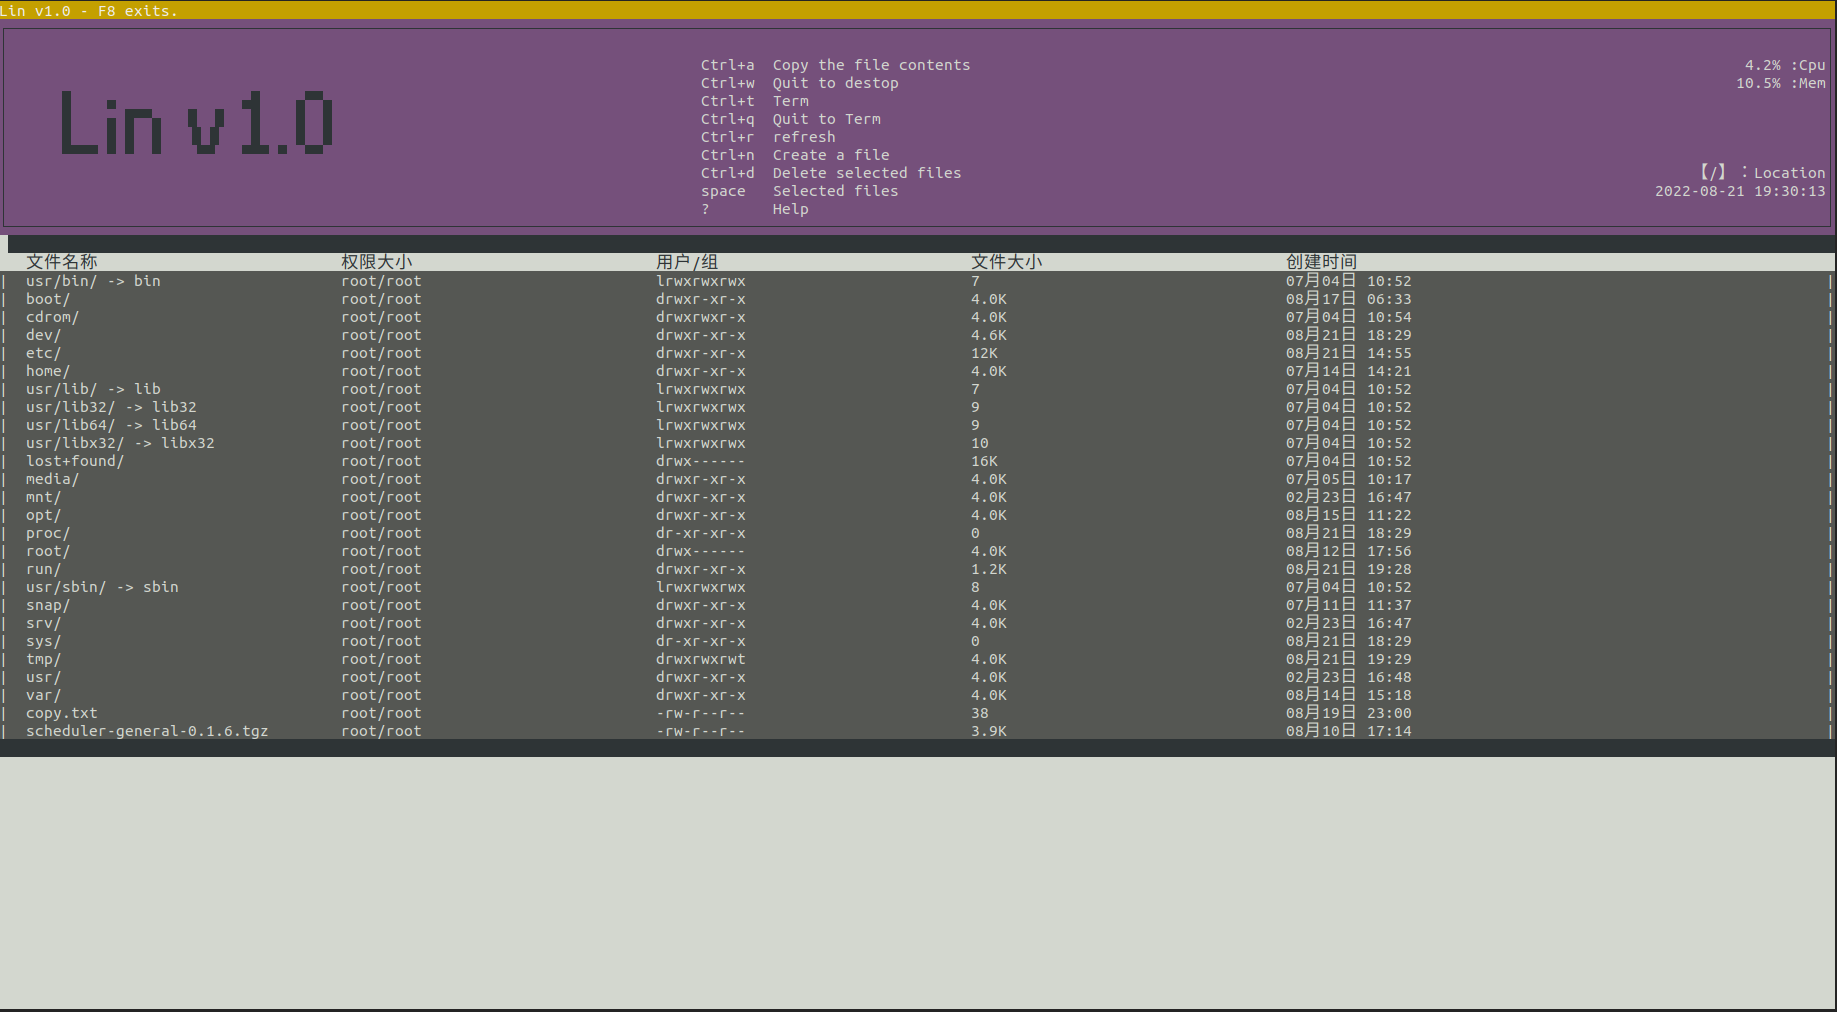 Lin v1.0 - F8 exits.
Lin v1.0
Ctrl+a Copy the file contents
Ctrl+w Quit to destop
Ctrl+t Term
Ctrl+q Quit to Term
Ctrl+r refresh
Ctrl+n Create a file
Ctrl+d Delete selected files
space Selected files
? Help
4.2% :Cpu
10.5% :Mem
【/】:Location
2022-08-21 19:30:13
文件名称 权限大小 用户/组 文件大小 创建时间
| usr/bin/ -> bin root/root lrwxrwxrwx 7 07月04日 10:52 |
| boot/ root/root drwxr-xr-x 4.0K 08月17日 06:33 |
| cdrom/ root/root drwxrwxr-x 4.0K 07月04日 10:54 |
| dev/ root/root drwxr-xr-x 4.6K 08月21日 18:29 |
| etc/ root/root drwxr-xr-x 12K 08月21日 14:55 |
| home/ root/root drwxr-xr-x 4.0K 07月14日 14:21 |
| usr/lib/ -> lib root/root lrwxrwxrwx 7 07月04日 10:52 |
| usr/lib32/ -> lib32 root/root lrwxrwxrwx 9 07月04日 10:52 |
| usr/lib64/ -> lib64 root/root lrwxrwxrwx 9 07月04日 10:52 |
| usr/libx32/ -> libx32 root/root lrwxrwxrwx 10 07月04日 10:52 |
| lost+found/ root/root drwx------ 16K 07月04日 10:52 |
| media/ root/root drwxr-xr-x 4.0K 07月05日 10:17 |
| mnt/ root/root drwxr-xr-x 4.0K 02月23日 16:47 |
| opt/ root/root drwxr-xr-x 4.0K 08月15日 11:22 |
| proc/ root/root dr-xr-xr-x 0 08月21日 18:29 |
| root/ root/root drwx------ 4.0K 08月12日 17:56 |
| run/ root/root drwxr-xr-x 1.2K 08月21日 19:28 |
| usr/sbin/ -> sbin root/root lrwxrwxrwx 8 07月04日 10:52 |
| snap/ root/root drwxr-xr-x 4.0K 07月11日 11:37 |
| srv/ root/root drwxr-xr-x 4.0K 02月23日 16:47 |
| sys/ root/root dr-xr-xr-x 0 08月21日 18:29 |
| tmp/ root/root drwxrwxrwt 4.0K 08月21日 19:29 |
| usr/ root/root drwxr-xr-x 4.0K 02月23日 16:48 |
| var/ root/root drwxr-xr-x 4.0K 08月14日 15:18 |
| copy.txt root/root -rw-r--r-- 38 08月19日 23:00 |
| scheduler-general-0.1.6.tgz root/root -rw-r--r-- 3.9K 08月10日 17:14 |